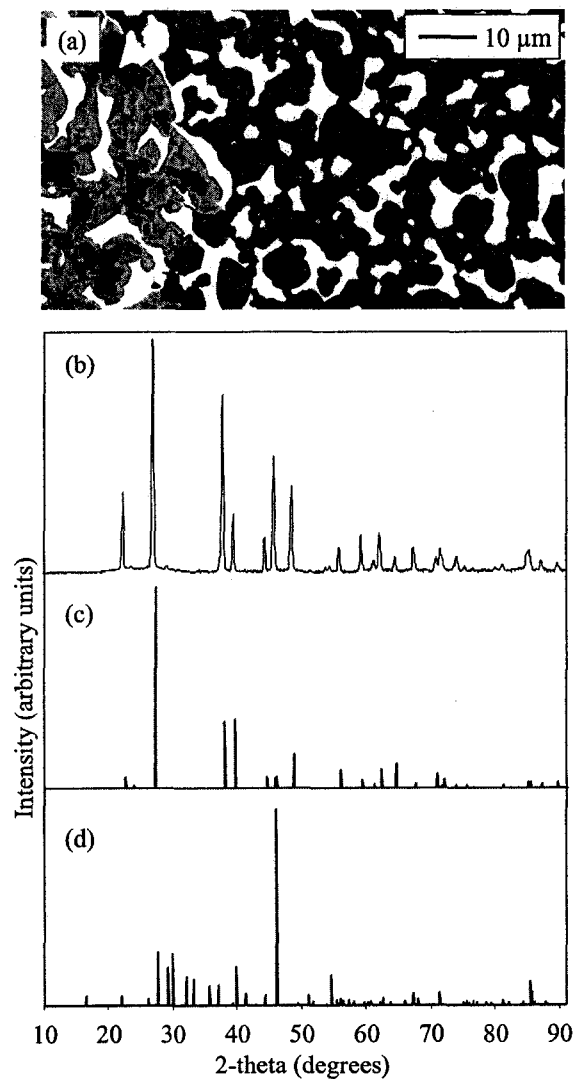 (a)
10 μm
(b)
(c)
(d)
Intensity (arbitrary units)
10 20 30 40 50 60 70 80 90
2-theta (degrees)